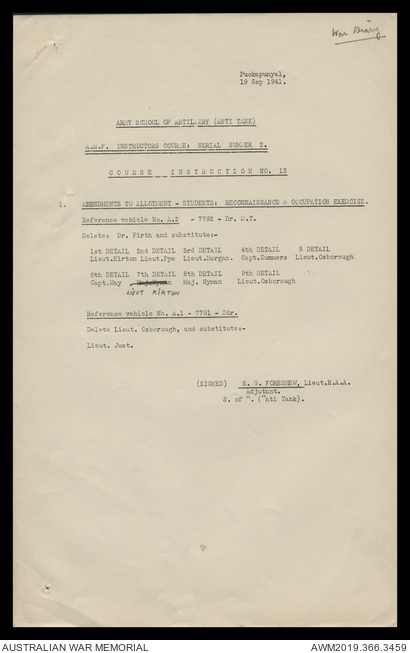 War Diary
Puckapunyal,
19 Sep 1941.
ARMY SCHOOL OF ARTILLERY (ANTI TANK)
A.M.F. INSTRUCTORS COURSE: SERIAL NUMBER 2.
COURSE INSTRUCTION NO. 13
1. AMENDMENTS TO ALLOTMENT - STUDENTS: RECONNAISSANCE & OCCUPATION EXERCISE.
Reference vehicle No. A.2 - 7792 - Dr. W.T.
Delete: Dr. Firth and substitute:-
1st DETAIL 2nd DETAIL 3rd DETAIL 4th DETAIL 5 DETAIL
Lieut.Kirton Lieut.Pye Lieut.Morgan. Capt.Summers Lieut.Osborough
6th DETAIL 7th DETAIL 8th DETAIL 9th DETAIL
Capt.Hay Maj.Hyman Maj. Hyman Lieut.Osborough
LIEUT KIRTON
Reference vehicle No. A.1 - 7791 - Ddr.
Delete Lieut. Osborough, and substitute:-
Lieut. Just.
(SIGNED) K. G. FORESHEW, Lieut.R.A.A.
Adjutant.
S. of A. (Anti Tank).
AUSTRALIAN WAR MEMORIAL
AWM2019.366.3459